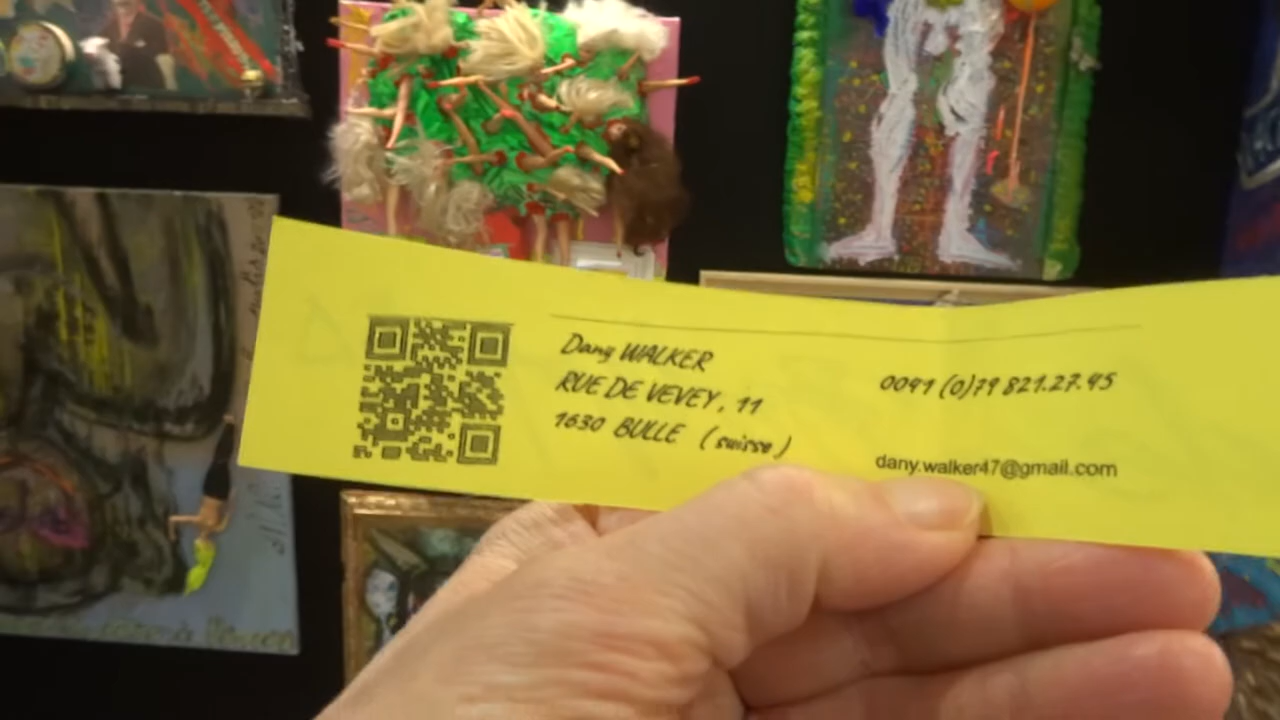 Dany WALKER
RUE DE VEVEY, 11
1630 BULLE (suisse)
0041 (0)79 821.27.45
dany.walker47@gmail.com